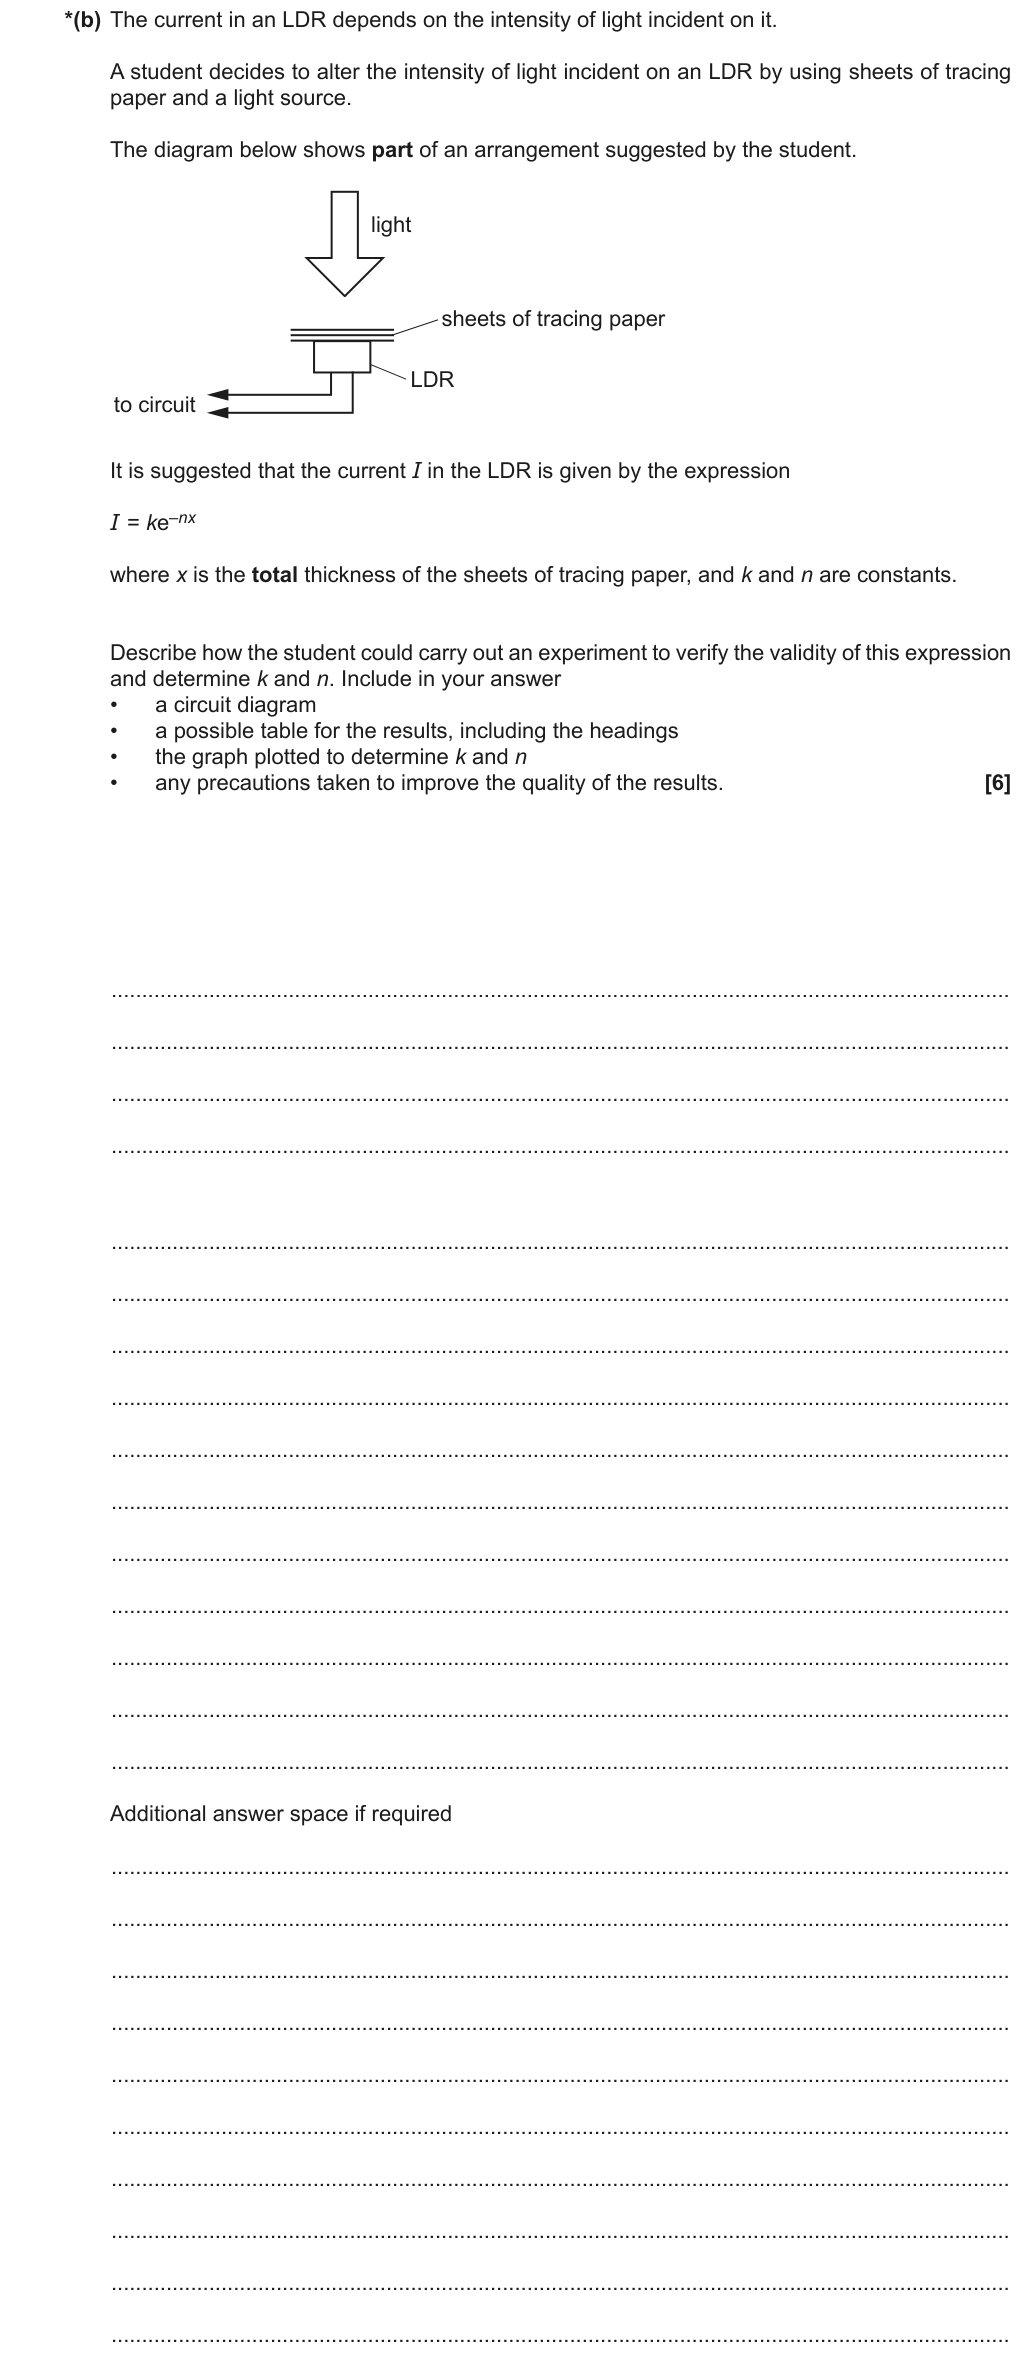 *(b) The current in an LDR depends on the intensity of light incident on it.
A student decides to alter the intensity of light incident on an LDR by using sheets of tracing
paper and a light source.
The diagram below shows part of an arrangement suggested by the student.
light
sheets of tracing paper
LDR
to circuit
It is suggested that the current I in the LDR is given by the expression
I = ke⁻ⁿˣ
where x is the total thickness of the sheets of tracing paper, and k and n are constants.
Describe how the student could carry out an experiment to verify the validity of this expression
and determine k and n. Include in your answer
• a circuit diagram
• a possible table for the results, including the headings
• the graph plotted to determine k and n
• any precautions taken to improve the quality of the results. [6]
Additional answer space if required